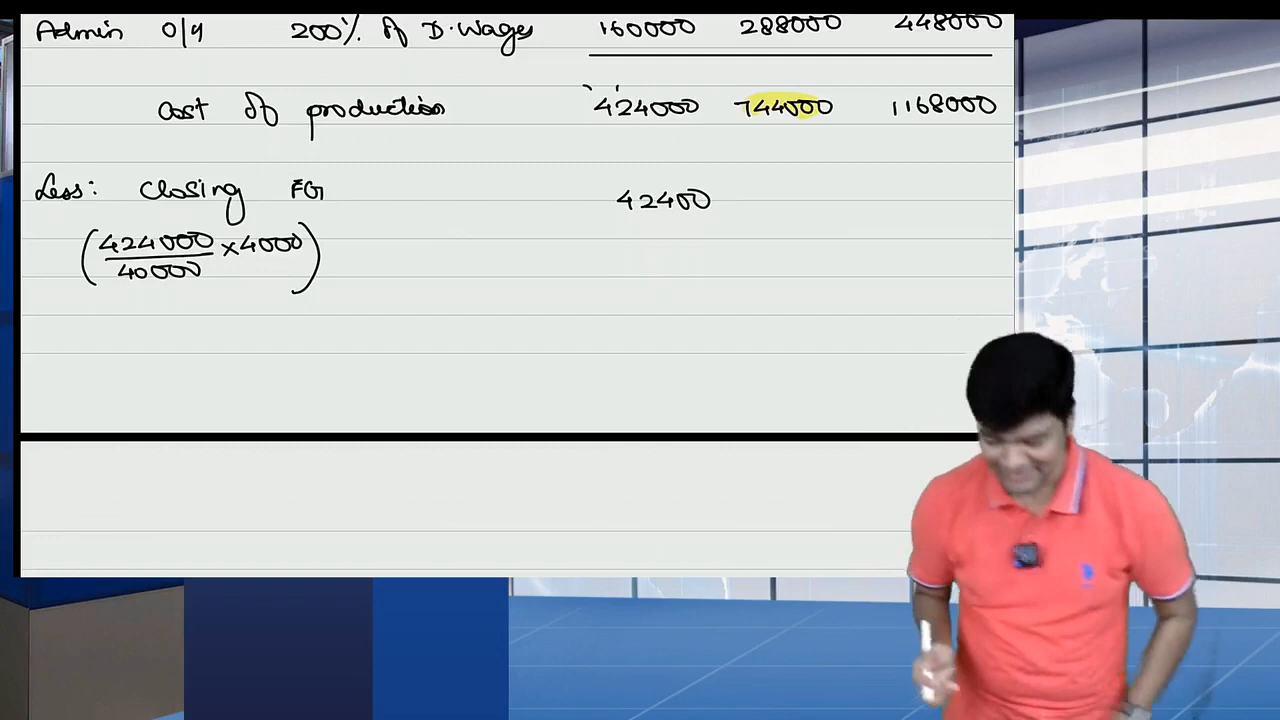 Admin O/H 200% of D.Wages 160000 288000 448000
Cost of production 424000 744000 1168000
Less: Closing FG 42400
(424000/40000 × 4000)